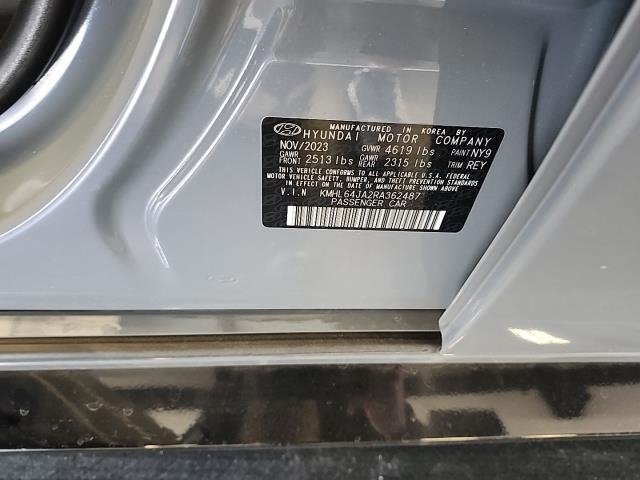 MANUFACTURED IN KOREA BY
HYUNDAI MOTOR COMPANY
NOV/2023 GVWR 4619 lbs PAINT NY9
GAWR FRONT 2513 lbs GAWR REAR 2315 lbs TRIM REY
THIS VEHICLE CONFORMS TO ALL APPLICABLE U.S.A. FEDERAL
MOTOR VEHICLE SAFETY, BUMPER, AND THEFT PREVENTION STANDARDS
IN EFFECT ON THE DATE OF MANUFACTURE SHOWN ABOVE.
V.I.N KMHL64JA2RA362487
PASSENGER CAR